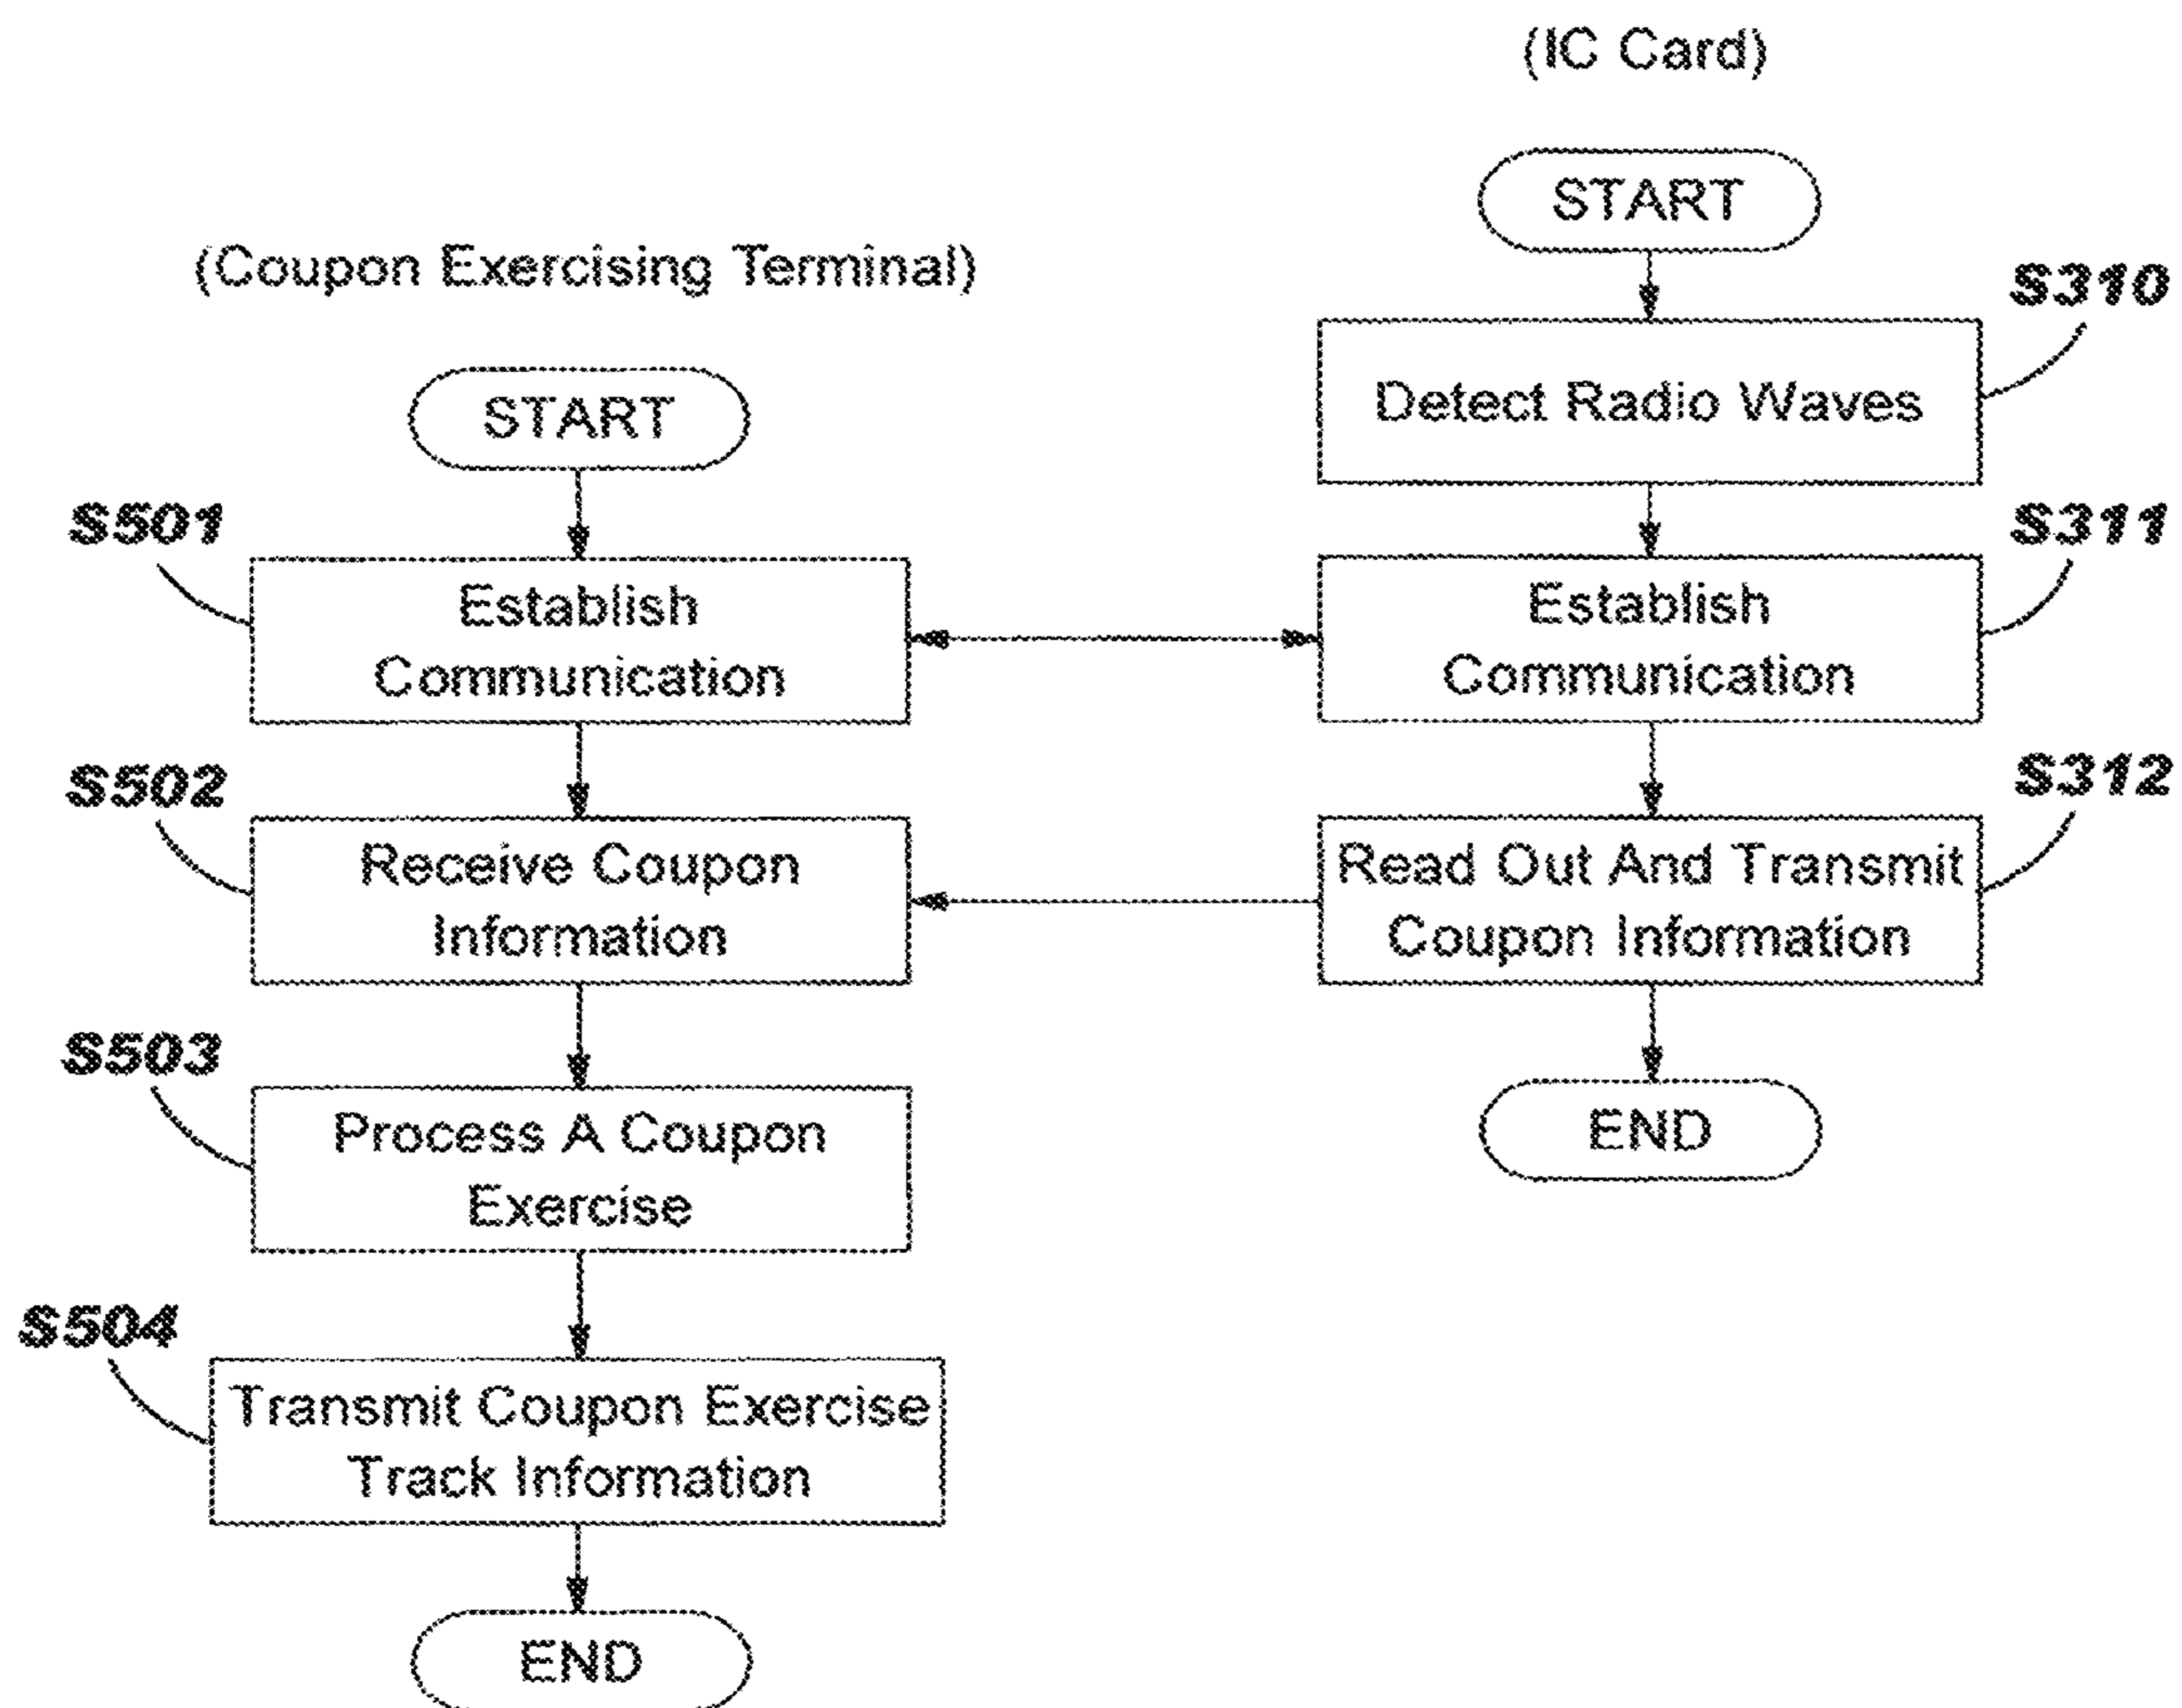 (IC Card)
START
S310
Detect Radio Waves
S311
Establish
Communication
S312
Read Out And Transmit
Coupon Information
END
(Coupon Exercising Terminal)
START
S501
Establish
Communication
S502
Receive Coupon
Information
S503
Process A Coupon
Exercise
S504
Transmit Coupon Exercise
Track Information
END